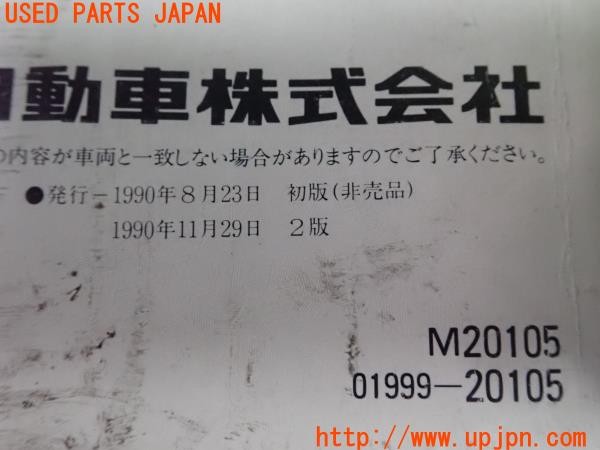 USED PARTS JAPAN
自動車株式会社
の内容が車両と一致しない場合がありますのでご了承ください。
●発行－1990年8月23日 初版(非売品)
1990年11月29日 2版
M20105
01999−20105
http://www.upjpn.com/